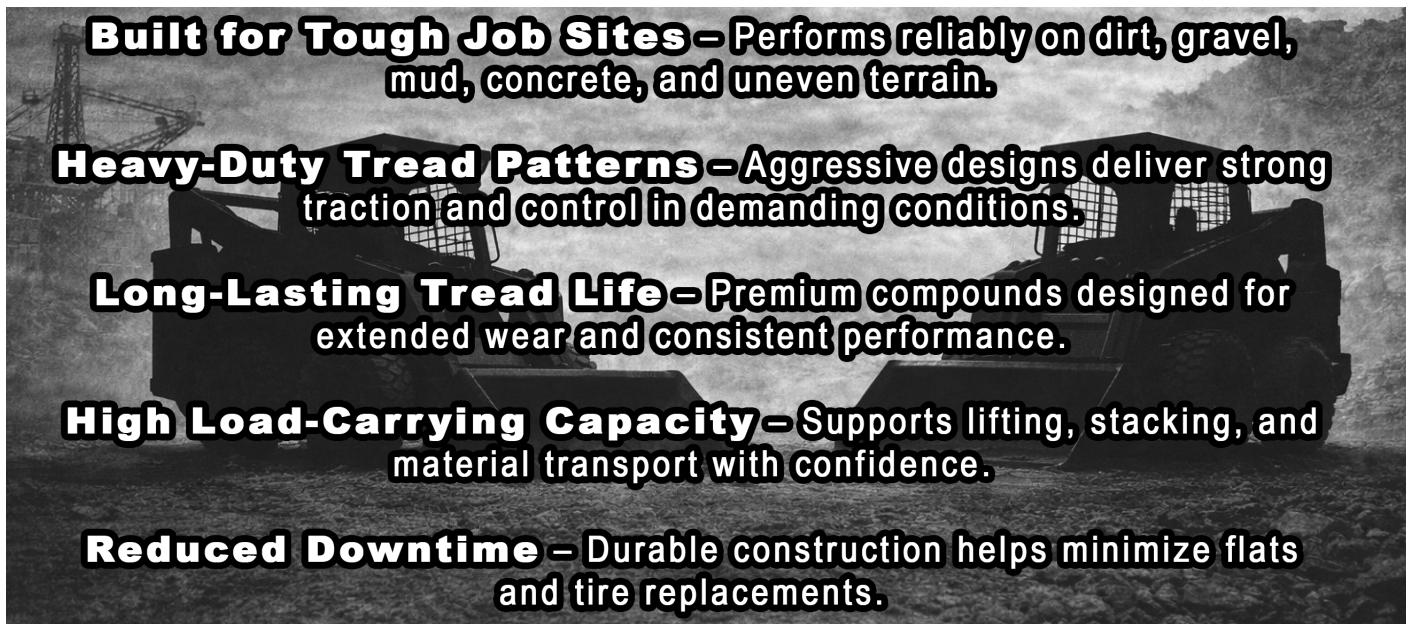 Built for Tough Job Sites – Performs reliably on dirt, gravel,
mud, concrete, and uneven terrain.
Heavy-Duty Tread Patterns – Aggressive designs deliver strong
traction and control in demanding conditions.
Long-Lasting Tread Life – Premium compounds designed for
extended wear and consistent performance.
High Load-Carrying Capacity – Supports lifting, stacking, and
material transport with confidence.
Reduced Downtime – Durable construction helps minimize flats
and tire replacements.